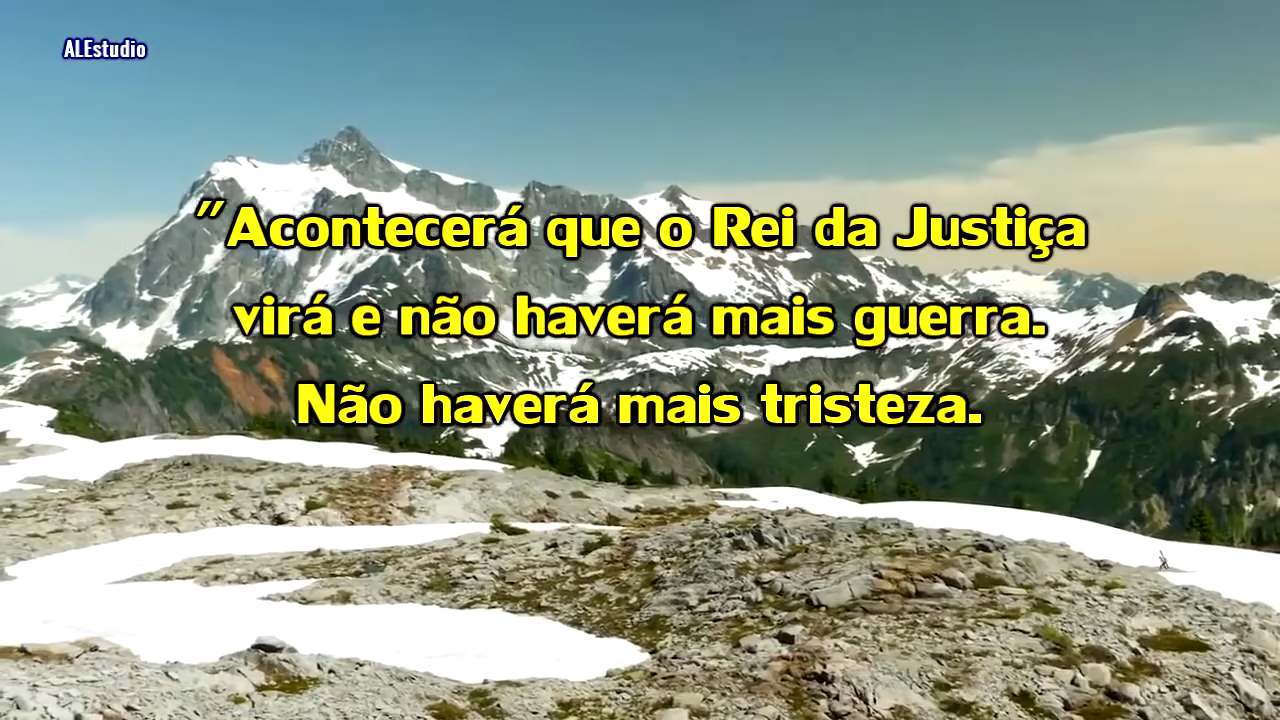 ALEstudio
"Acontecerá que o Rei da Justiça
virá e não haverá mais guerra.
Não haverá mais tristeza.